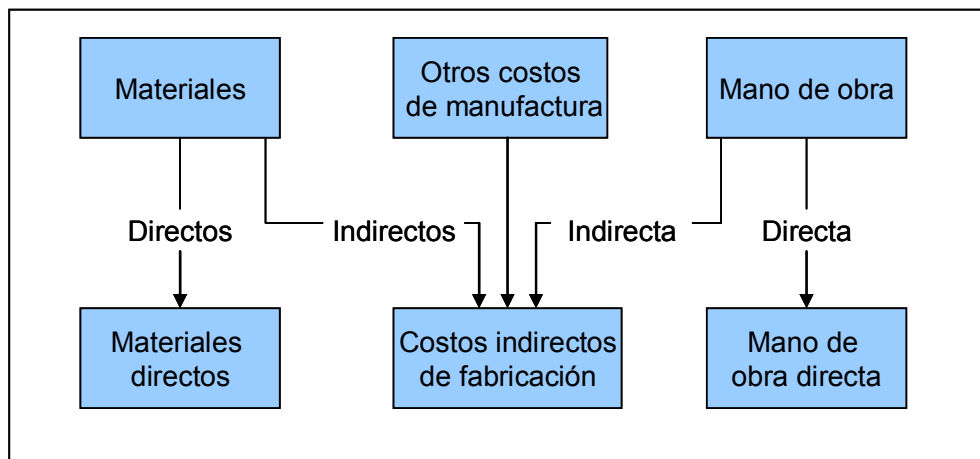 Materiales
Otros costos
de manufactura
Mano de obra
Directos
Indirectos
Indirecta
Directa
Materiales
directos
Costos indirectos
de fabricación
Mano de
obra directa